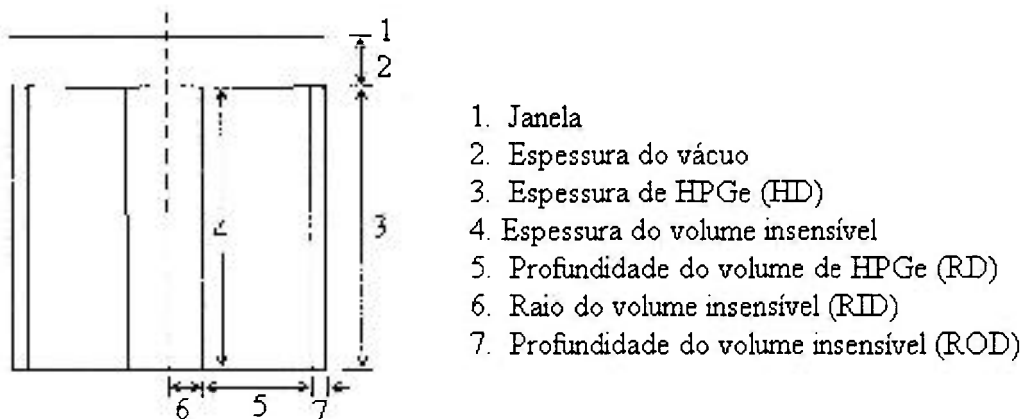 1
2
3
6
5
7
1. Janela
2. Espessura do vácuo
3. Espessura de HPGe (HD)
4. Espessura do volume insensível
5. Profundidade do volume de HPGe (RD)
6. Raio do volume insensível (RID)
7. Profundidade do volume insensível (ROD)